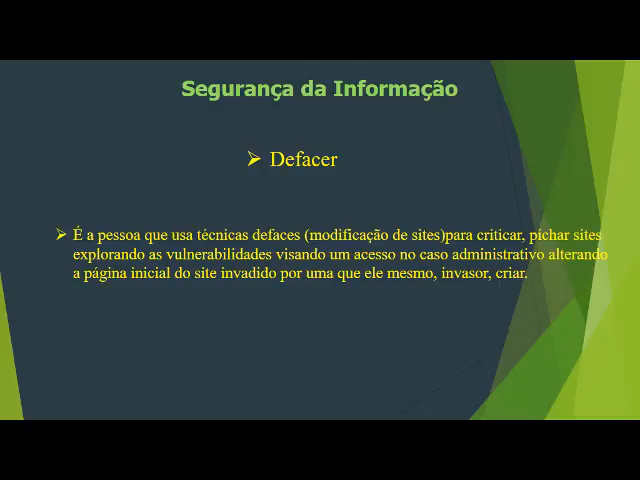 Segurança da Informação
➢ Defacer
➢ É a pessoa que usa técnicas defaces (modificação de sites)para criticar, pichar sites
explorando as vulnerabilidades visando um acesso no caso administrativo alterando
a página inicial do site invadido por uma que ele mesmo, invasor, criar.